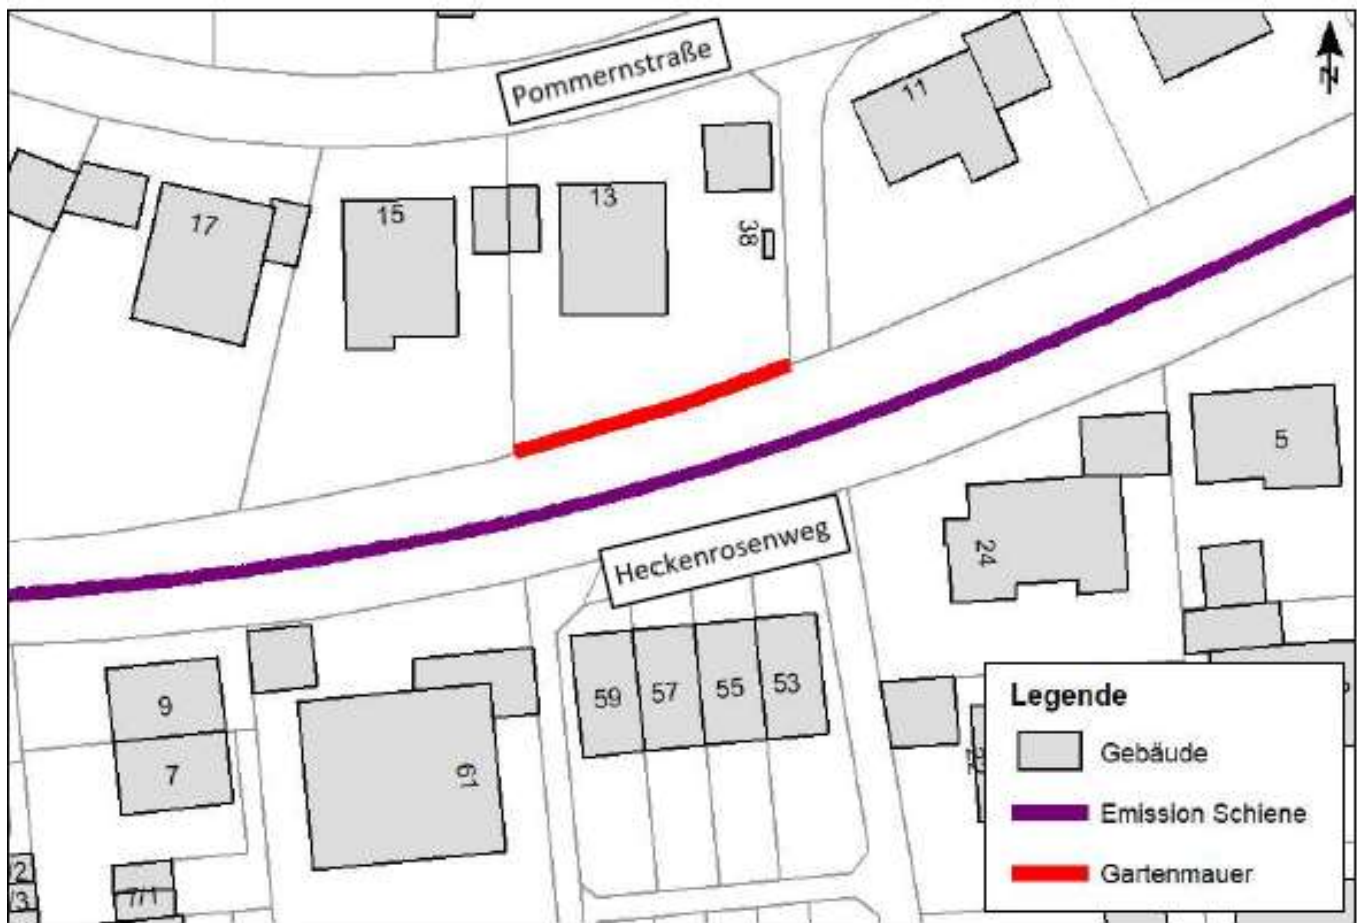 Pommernstraße
N
11
17
15
13
38
5
Heckenrosenweg
24
59
57
55
53
9
7
61
7/1
Legende
Gebäude
Emission Schiene
Gartenmauer